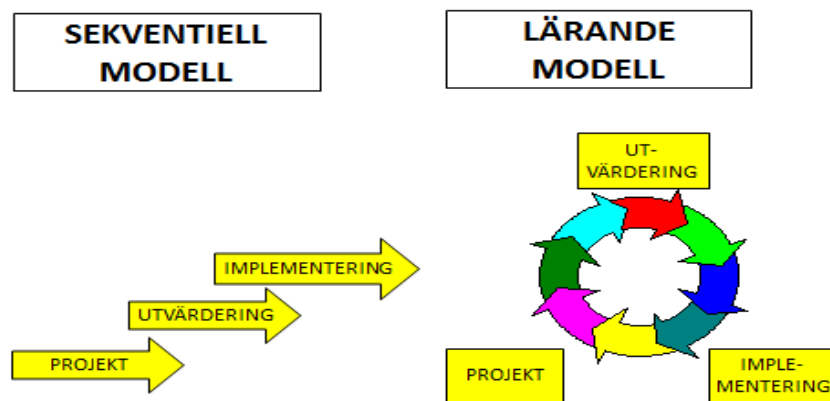 SEKVENTIELL
MODELL
LÄRANDE
MODELL
UT-
VÄRDERING
IMPLEMENTERING
UTVÄRDERING
PROJEKT
PROJEKT
IMPLE-
MENTERING